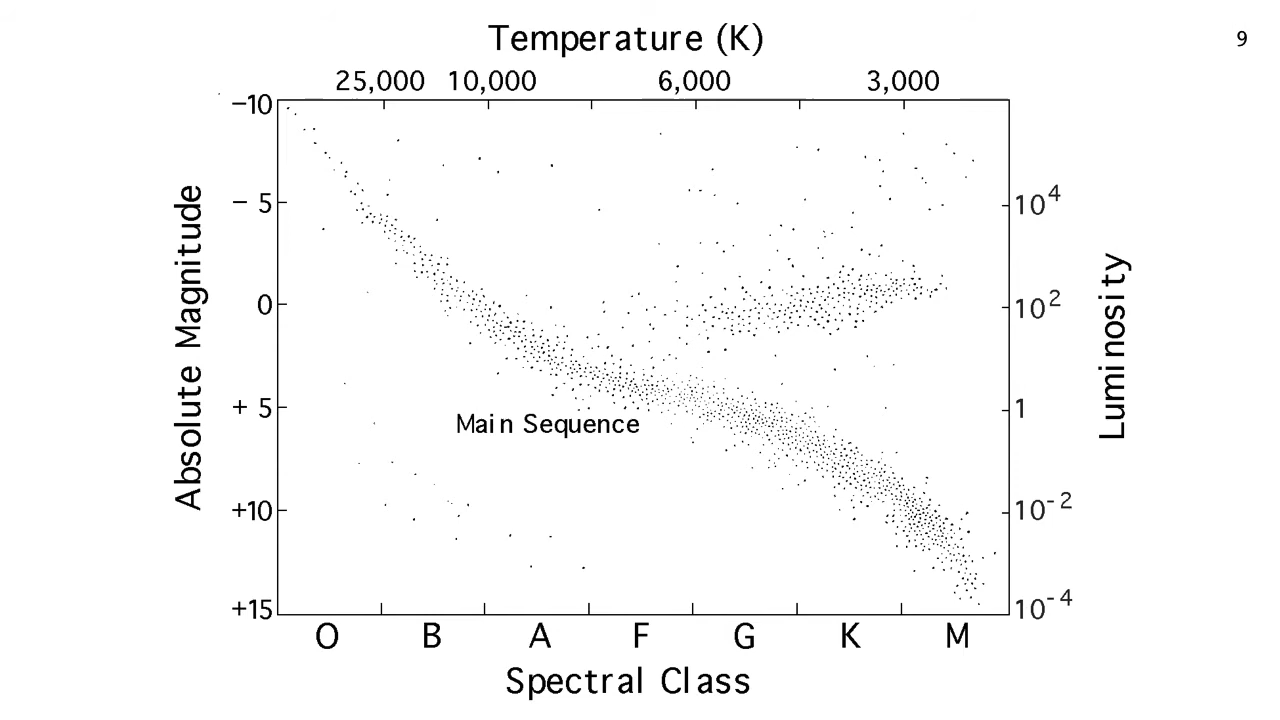 Temperature (K)
9
25,000 10,000 6,000 3,000
−10
− 5
0
+ 5
+10
+15
Absolute Magnitude
10^4
10^2
1
10^-2
10^-4
Luminosity
Main Sequence
O B A F G K M
Spectral Class